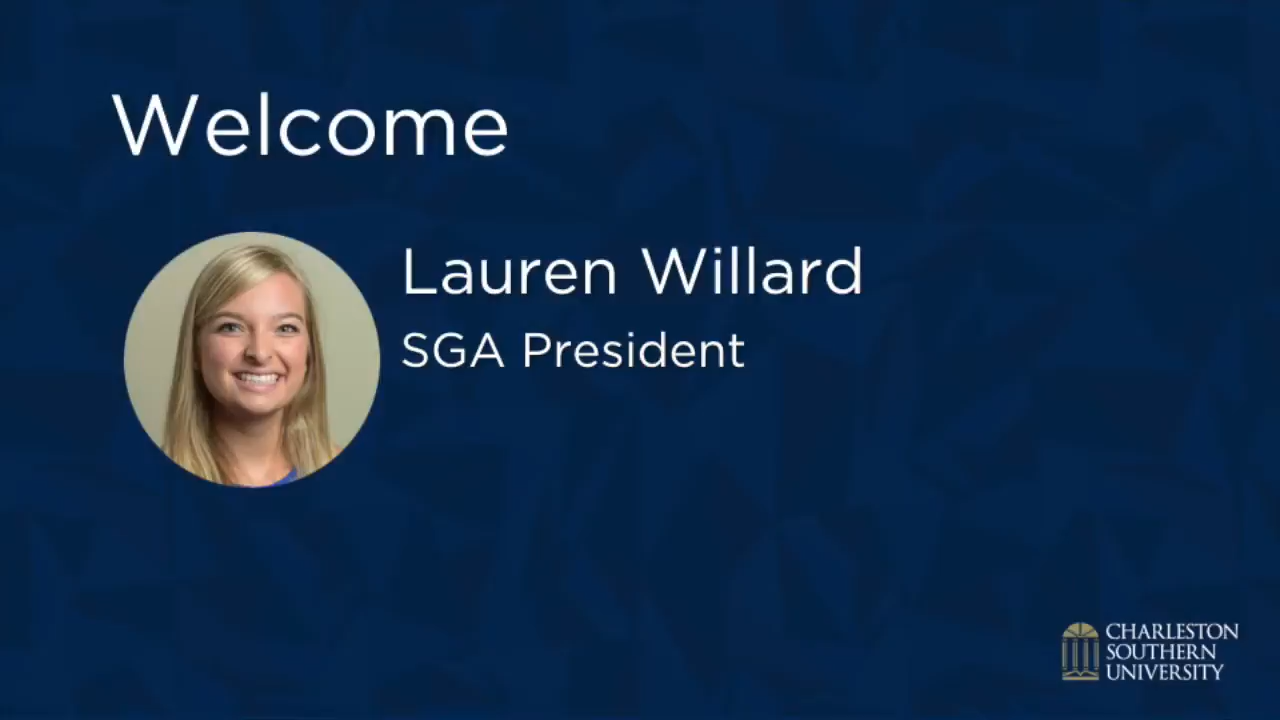 Welcome
Lauren Willard
SGA President
CHARLESTON
SOUTHERN
UNIVERSITY